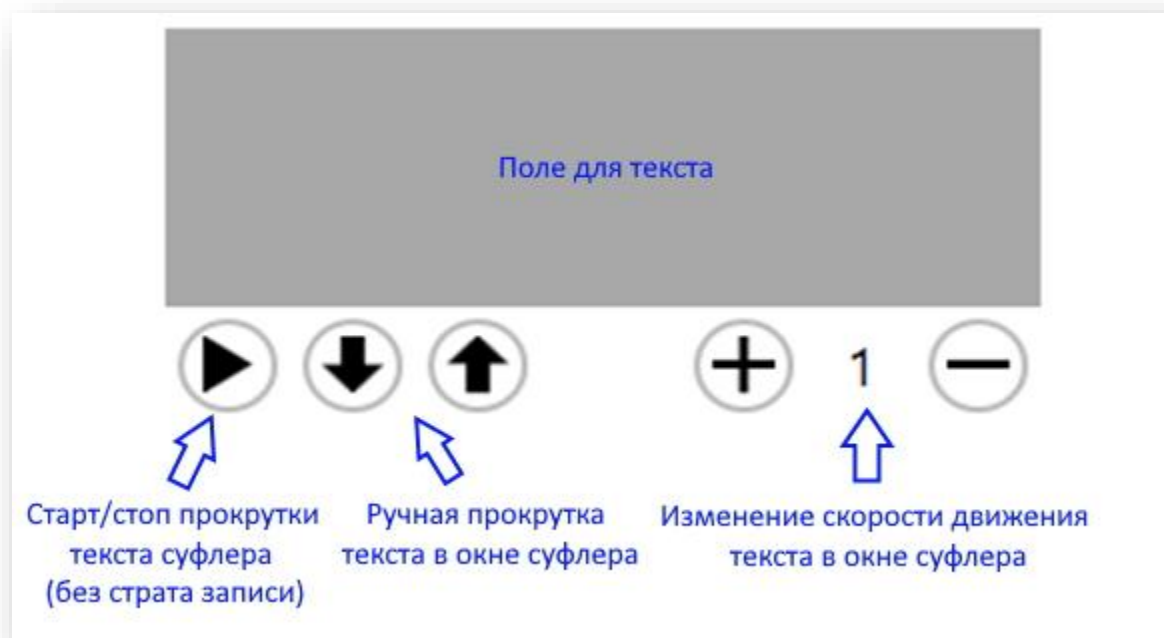 Поле для текста
1
Старт/стоп прокрутки
текста суфлера
(без страта записи)
Ручная прокрутка
текста в окне суфлера
Изменение скорости движения
текста в окне суфлера